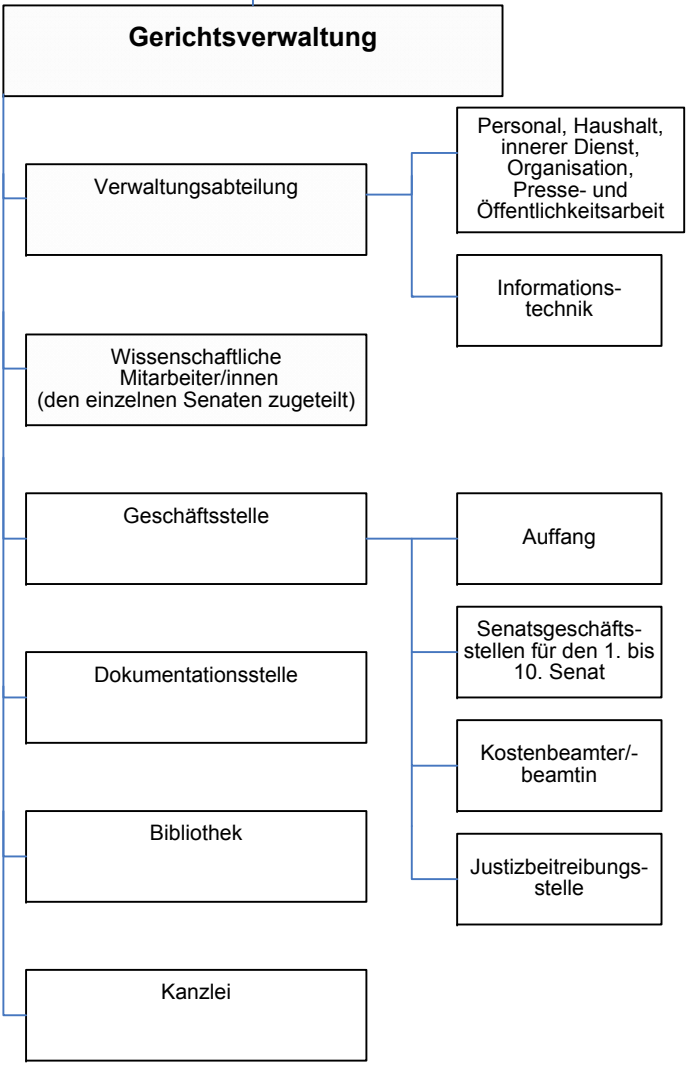 Gerichtsverwaltung
Verwaltungsabteilung
Personal, Haushalt,
innerer Dienst,
Organisation,
Presse- und
Öffentlichkeitsarbeit
Informations-
technik
Wissenschaftliche
Mitarbeiter/innen
(den einzelnen Senaten zugeteilt)
Geschäftsstelle
Auffang
Senatsgeschäfts-
stellen für den 1. bis
10. Senat
Kostenbeamter/-
beamtin
Justizbeitreibungs-
stelle
Dokumentationsstelle
Bibliothek
Kanzlei